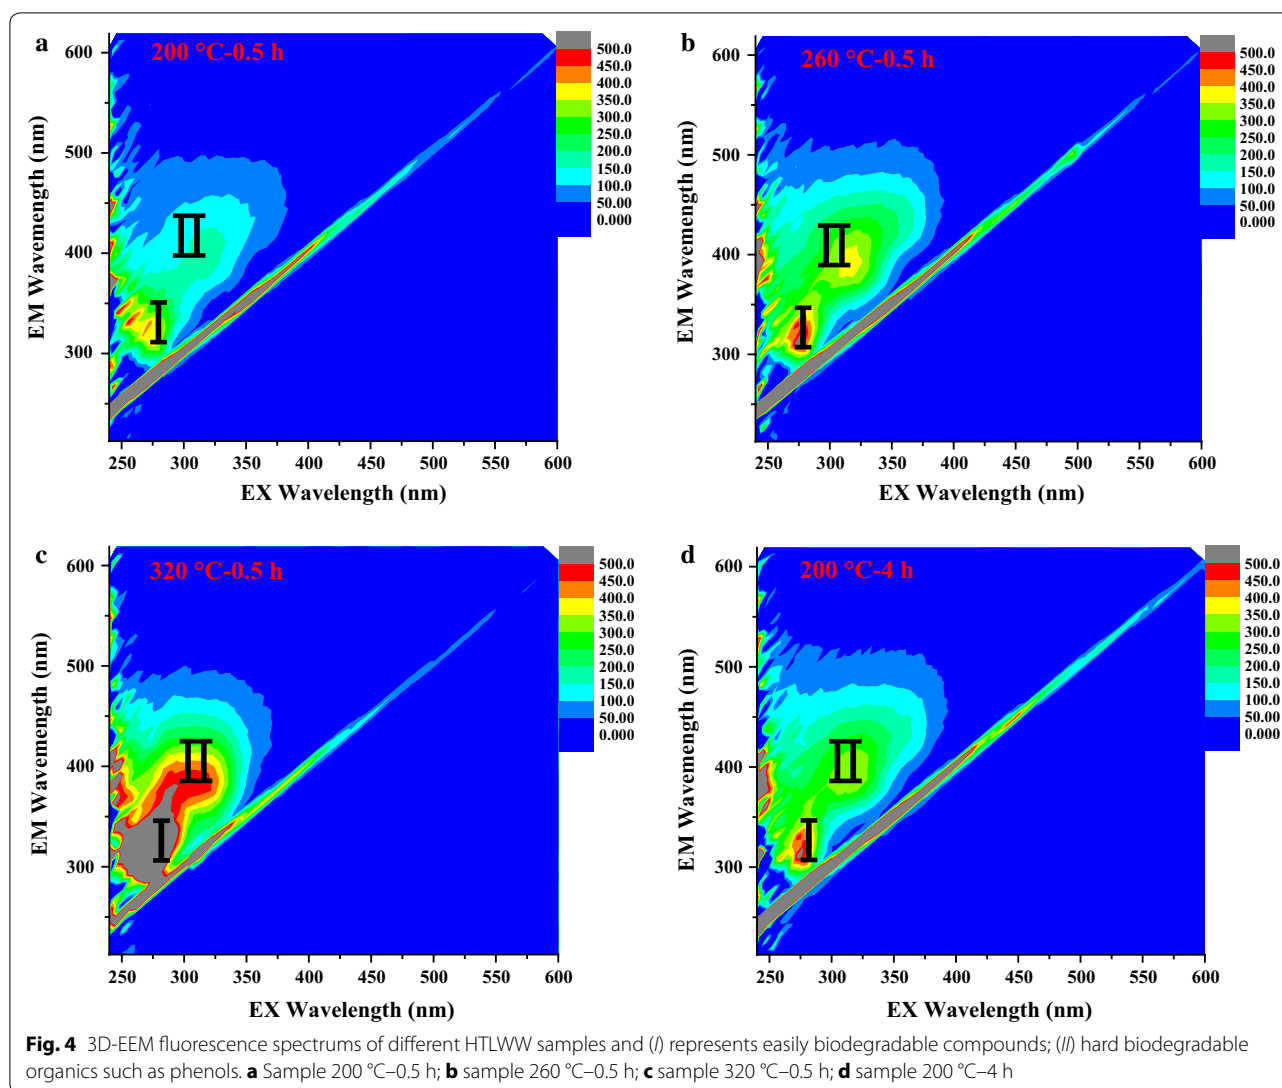 a
200 °C-0.5 h
600
500
400
300
EM Wavemength (nm)
II
I
250 300 350 400 450 500 550 600
EX Wavelength (nm)
500.0
450.0
400.0
350.0
300.0
250.0
200.0
150.0
100.0
50.00
0.000
b
260 °C-0.5 h
600
500
400
300
EM Wavemength (nm)
II
I
250 300 350 400 450 500 550 600
EX Wavelength (nm)
500.0
450.0
400.0
350.0
300.0
250.0
200.0
150.0
100.0
50.00
0.000
c
320 °C-0.5 h
600
500
400
300
EM Wavemength (nm)
II
I
250 300 350 400 450 500 550 600
EX Wavelength (nm)
500.0
450.0
400.0
350.0
300.0
250.0
200.0
150.0
100.0
50.00
0.000
d
200 °C-4 h
600
500
400
300
EM Wavemength (nm)
II
I
250 300 350 400 450 500 550 600
EX Wavelength (nm)
500.0
450.0
400.0
350.0
300.0
250.0
200.0
150.0
100.0
50.00
0.000
Fig. 4 3D-EEM fluorescence spectrums of different HTLWW samples and (I) represents easily biodegradable compounds; (II) hard biodegradable
organics such as phenols. a Sample 200 °C–0.5 h; b sample 260 °C–0.5 h; c sample 320 °C–0.5 h; d sample 200 °C–4 h